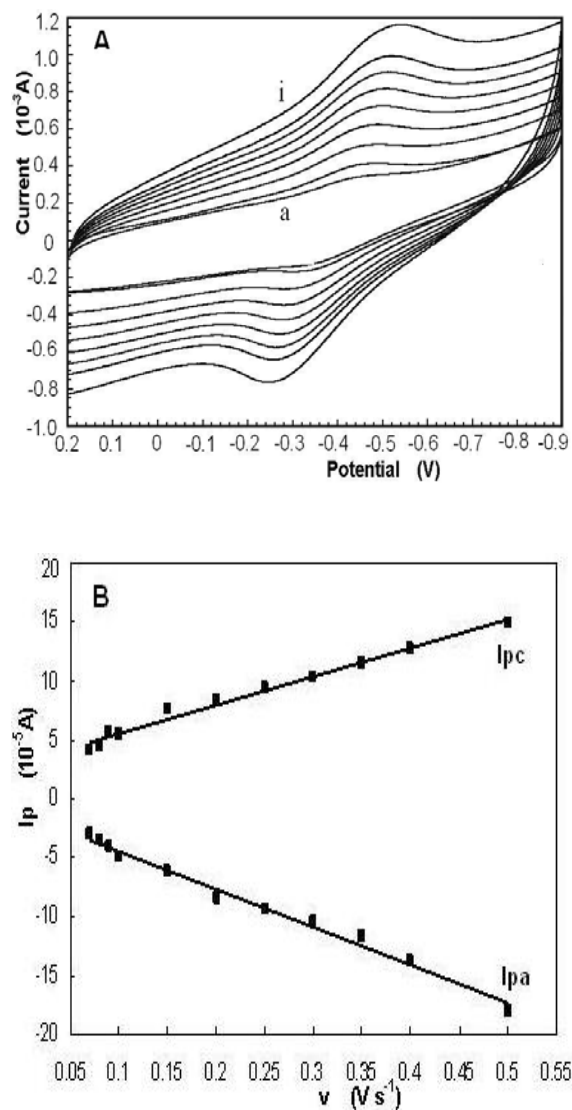 A
1.2
1.0
0.8
0.6
0.4
0.2
0
-0.2
-0.4
-0.6
-0.8
-1.0
Current (10⁻³A)
i
a
0.2 0.1 0 -0.1 -0.2 -0.3 -0.4 -0.5 -0.6 -0.7 -0.8 -0.9
Potential (V)
B
20
15
10
5
0
-5
-10
-15
-20
Ip (10⁻⁵A)
Ipc
Ipa
0.05 0.1 0.15 0.2 0.25 0.3 0.35 0.4 0.45 0.5 0.55
v (V s⁻¹)